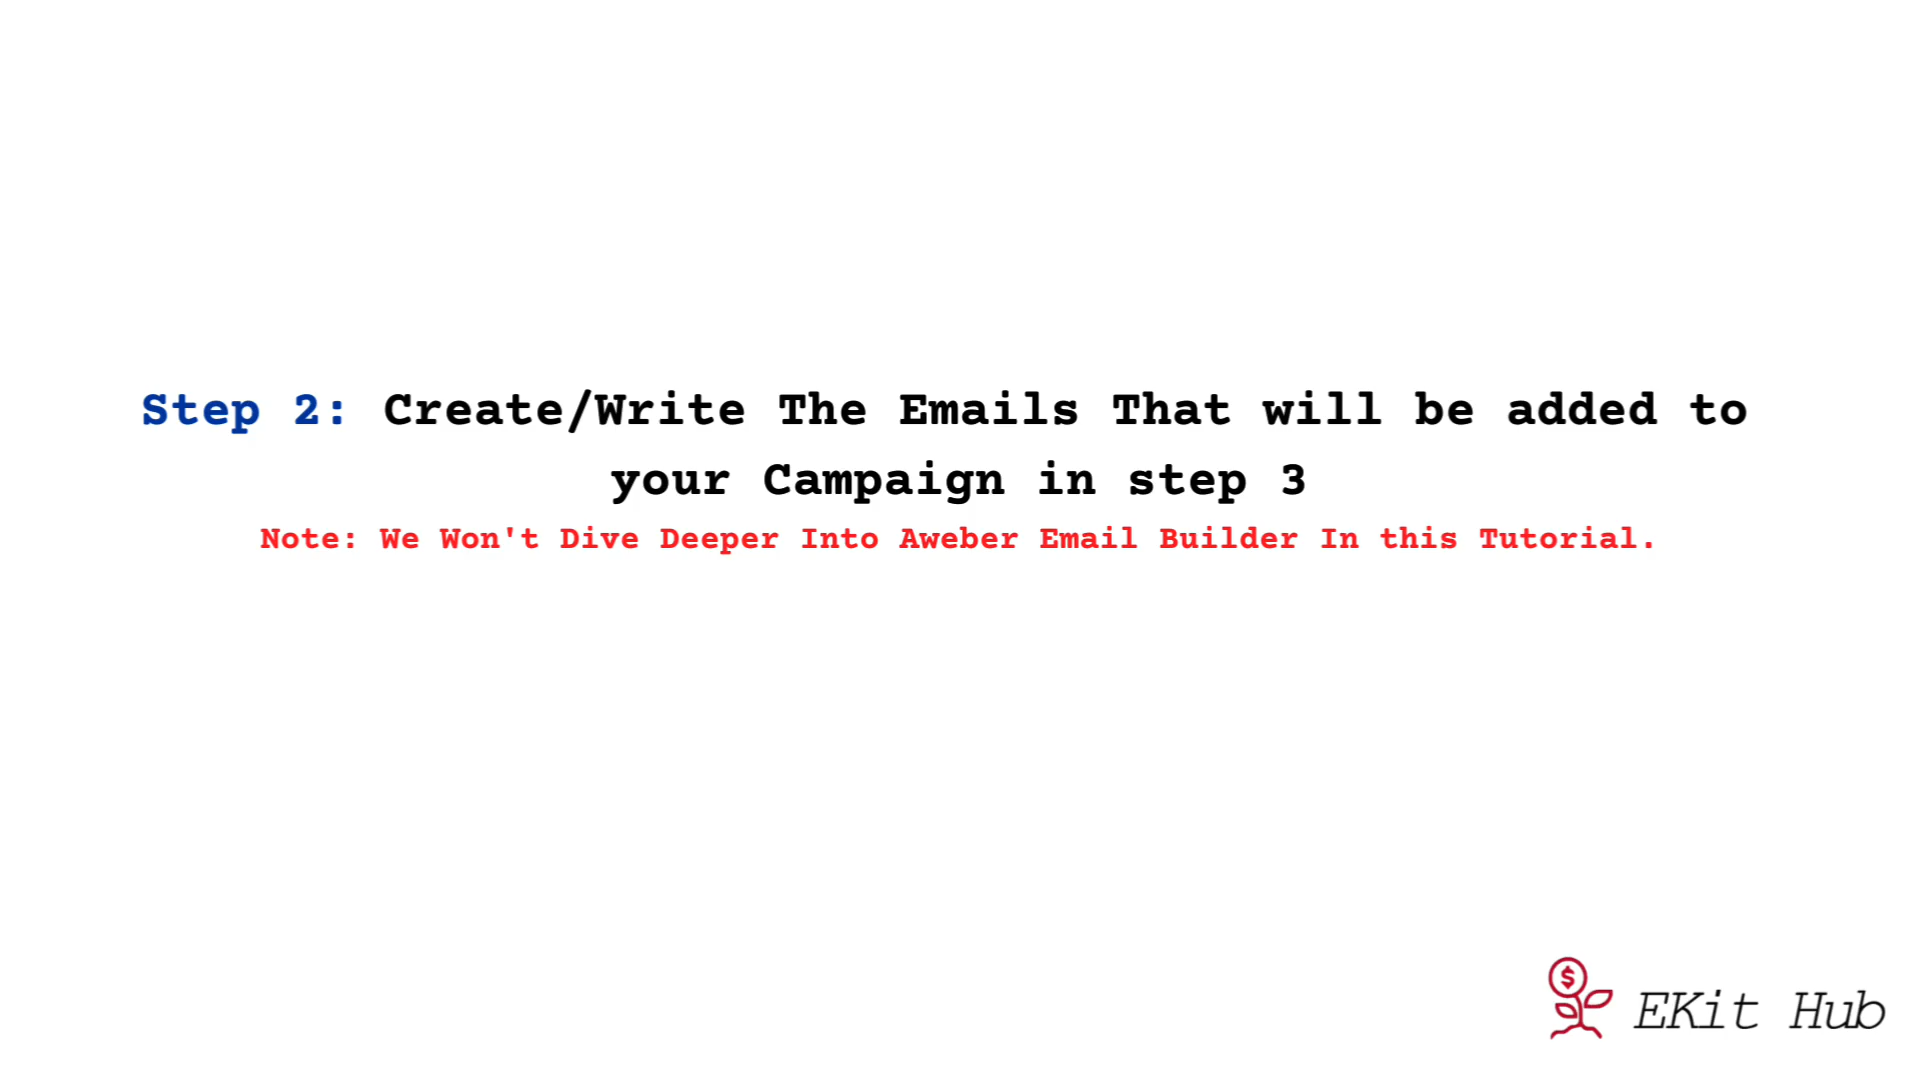 Step 2: Create/Write The Emails That will be added to
your Campaign in step 3
Note: We Won't Dive Deeper Into Aweber Email Builder In this Tutorial.
$
EKit Hub